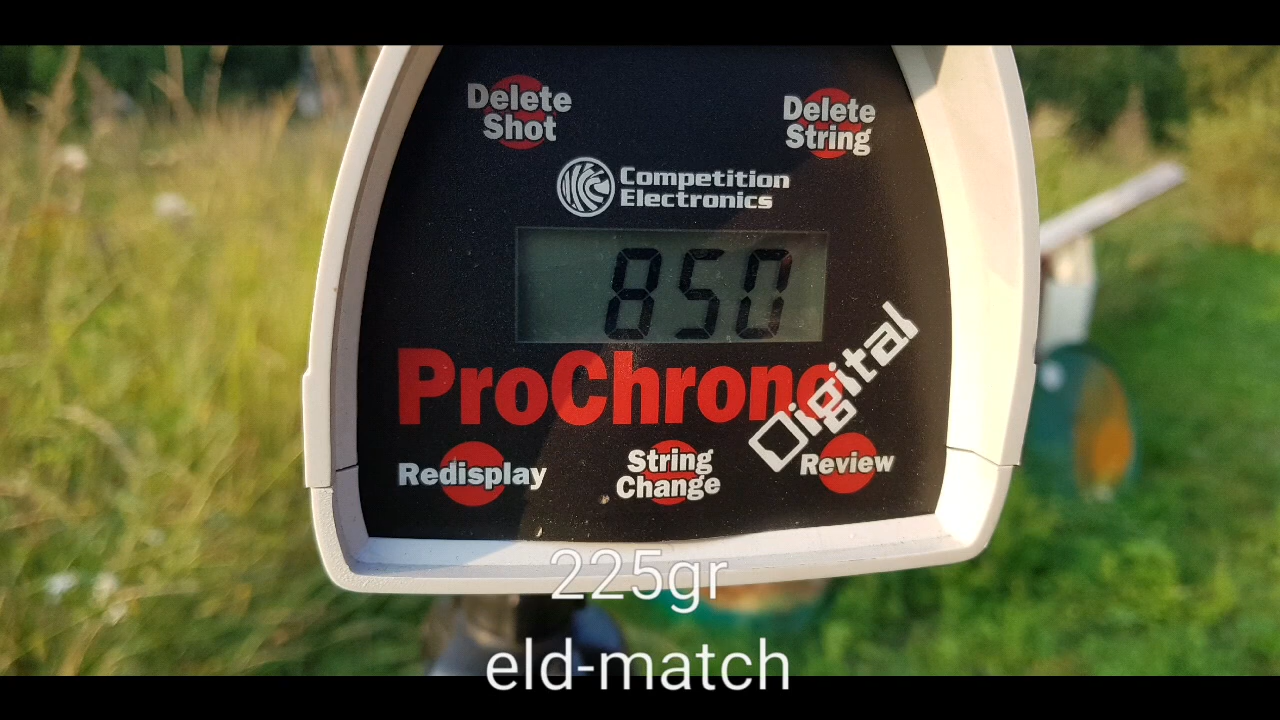 Delete
Shot
Delete
String
Competition
Electronics
850
ProChrono
Digital
Redisplay
String
Change
Review
225gr
eld-match